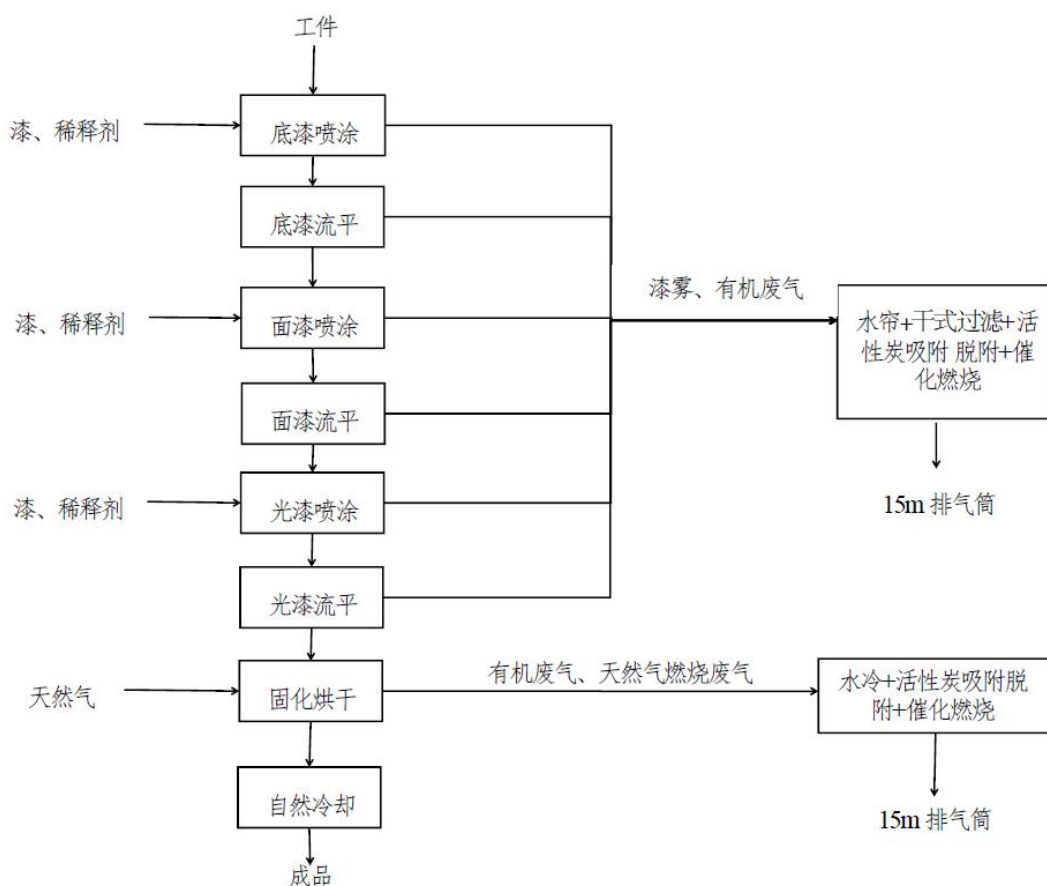 工件
漆、稀释剂
底漆喷涂
底漆流平
漆雾、有机废气
漆、稀释剂
面漆喷涂
水帘+干式过滤+活
性炭吸附 脱附+催
化燃烧
面漆流平
漆、稀释剂
光漆喷涂
15m 排气筒
光漆流平
有机废气、天然气燃烧废气
天然气
固化烘干
水冷+活性炭吸附脱
附+催化燃烧
自然冷却
15m 排气筒
成品